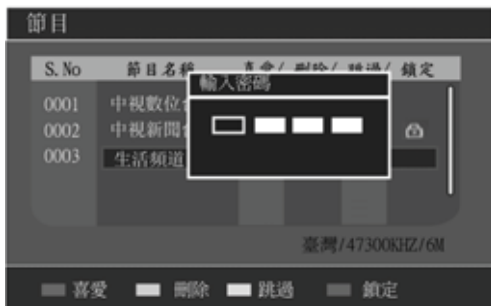 節目
S.No 節目名稱 喜愛/ 刪除/ 跳過/ 鎖定
輸入密碼
0001 中視數位
0002 中視新聞
0003 生活頻道
臺灣/47300KHZ/6M
喜愛 刪除 跳過 鎖定